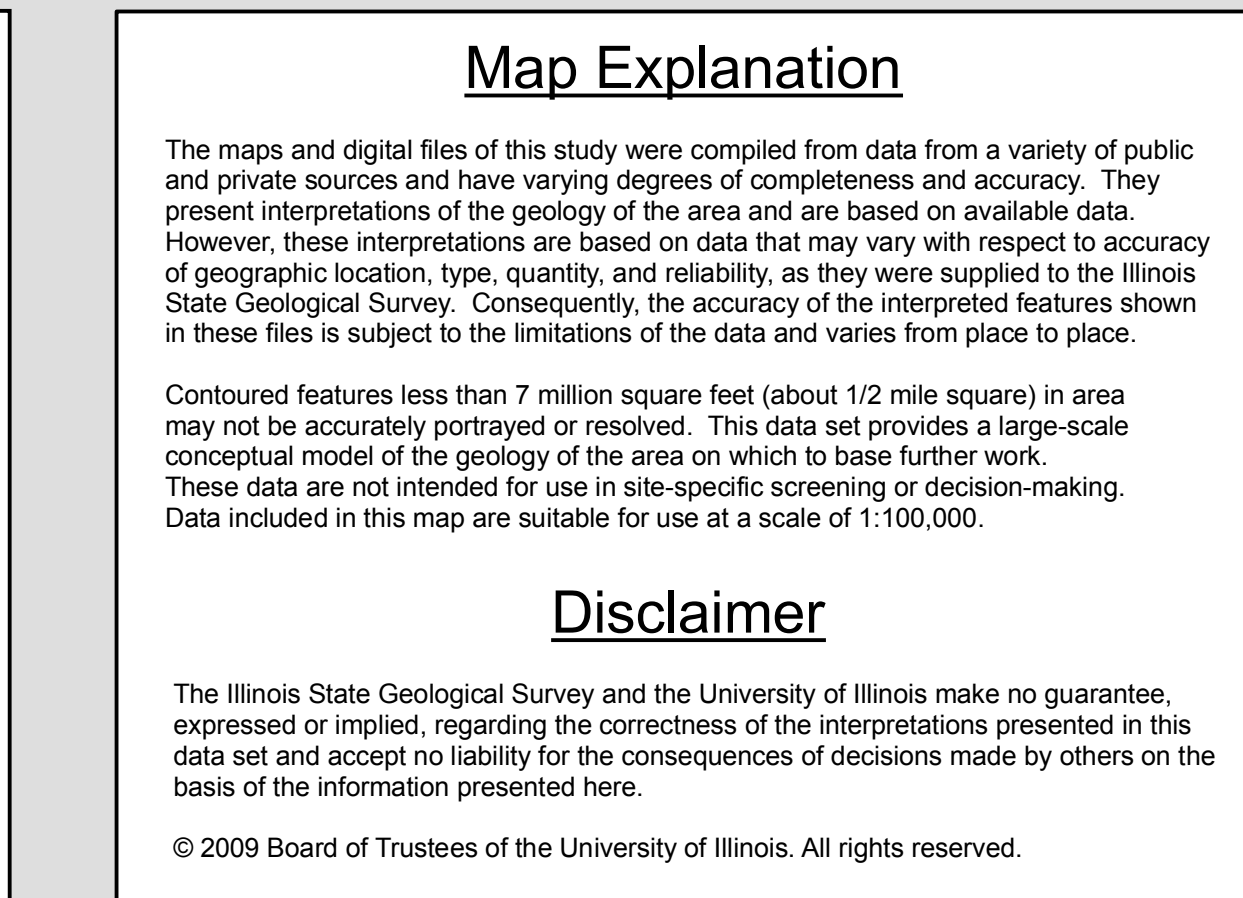 Map Explanation
The maps and digital files of this study were compiled from data from a variety of public
and private sources and have varying degrees of completeness and accuracy.  They
present interpretations of the geology of the area and are based on available data.
However, these interpretations are based on data that may vary with respect to accuracy
of geographic location, type, quantity, and reliability, as they were supplied to the Illinois
State Geological Survey.  Consequently, the accuracy of the interpreted features shown
in these files is subject to the limitations of the data and varies from place to place.
Contoured features less than 7 million square feet (about 1/2 mile square) in area
may not be accurately portrayed or resolved.  This data set provides a large-scale
conceptual model of the geology of the area on which to base further work.
These data are not intended for use in site-specific screening or decision-making.
Data included in this map are suitable for use at a scale of 1:100,000.
Disclaimer
The Illinois State Geological Survey and the University of Illinois make no guarantee,
expressed or implied, regarding the correctness of the interpretations presented in this
data set and accept no liability for the consequences of decisions made by others on the
basis of the information presented here.
© 2009 Board of Trustees of the University of Illinois. All rights reserved.